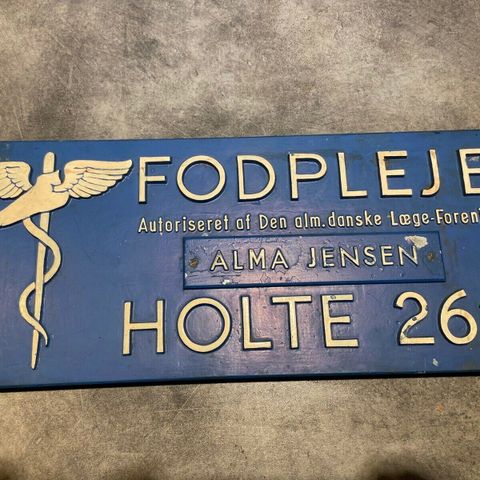 FODPLEJE
Autoriseret af Den alm. danske Læge-Foren
ALMA JENSEN
HOLTE 26